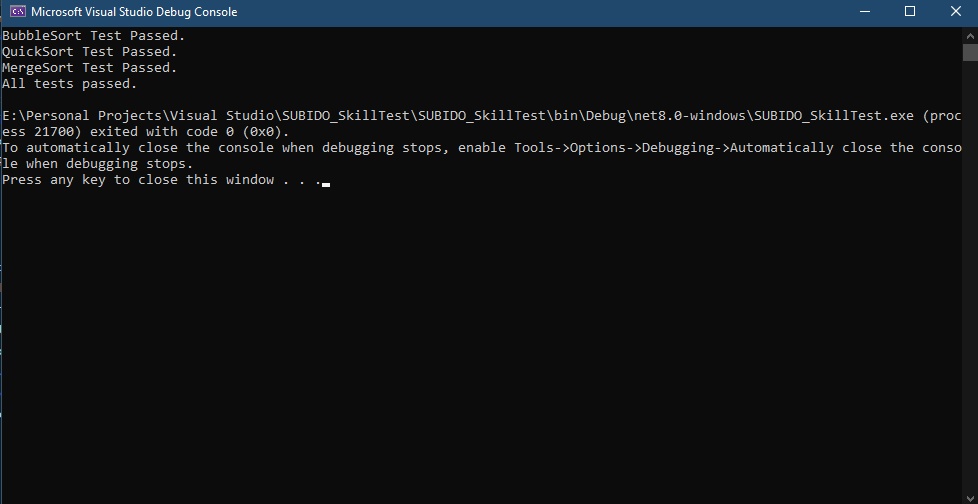 Microsoft Visual Studio Debug Console
BubbleSort Test Passed.
QuickSort Test Passed.
MergeSort Test Passed.
All tests passed.
E:\Personal Projects\Visual Studio\SUBIDO_SkillTest\SUBIDO_SkillTest\bin\Debug\net8.0-windows\SUBIDO_SkillTest.exe (proc
ess 21700) exited with code 0 (0x0).
To automatically close the console when debugging stops, enable Tools->Options->Debugging->Automatically close the conso
le when debugging stops.
Press any key to close this window . . .